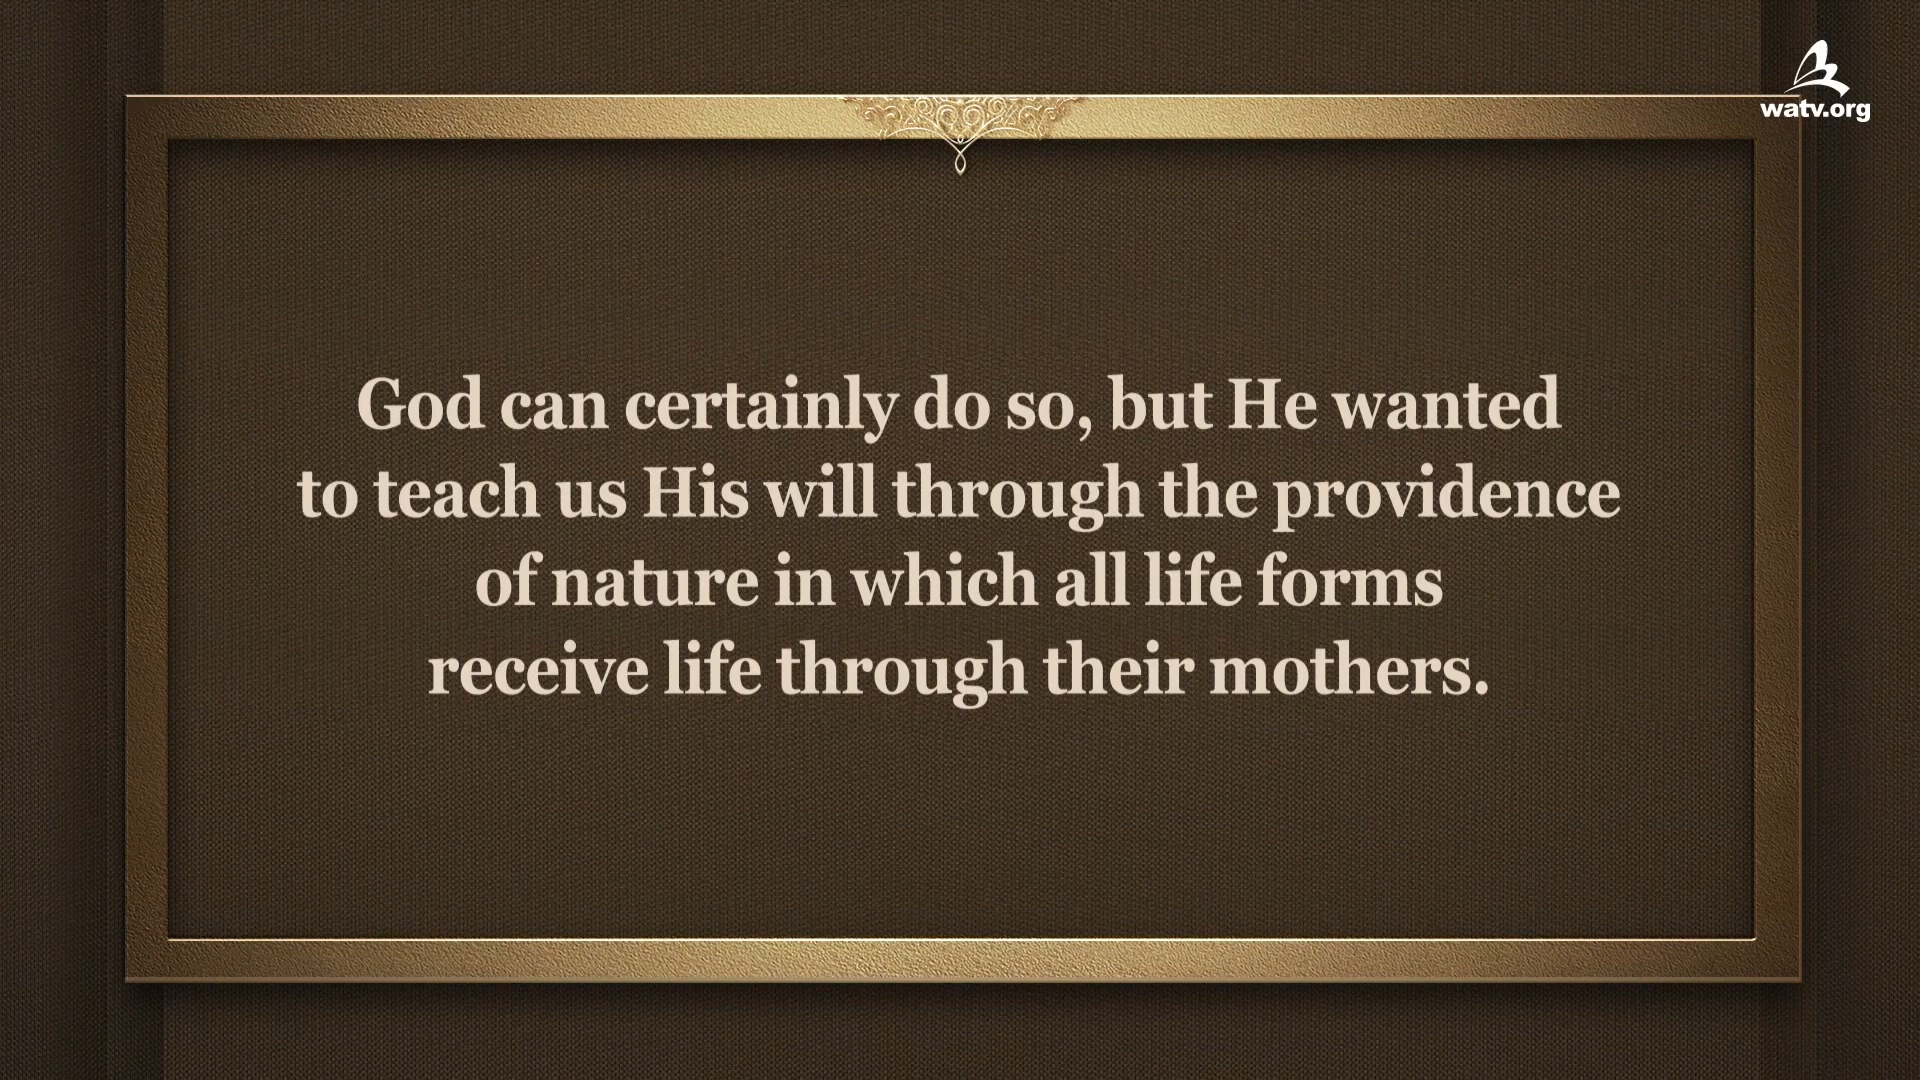 watv.org
God can certainly do so, but He wanted
to teach us His will through the providence
of nature in which all life forms
receive life through their mothers.